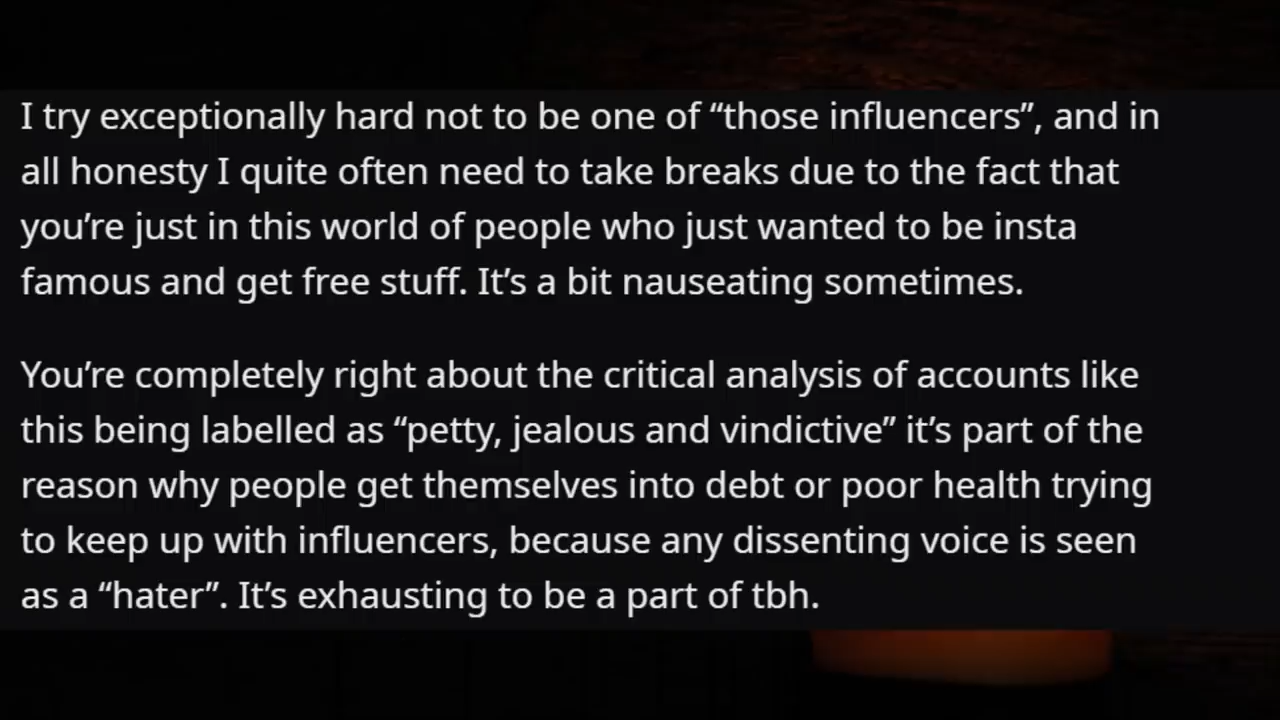 I try exceptionally hard not to be one of “those influencers”, and in
all honesty I quite often need to take breaks due to the fact that
you’re just in this world of people who just wanted to be insta
famous and get free stuff. It’s a bit nauseating sometimes.
You’re completely right about the critical analysis of accounts like
this being labelled as “petty, jealous and vindictive” it’s part of the
reason why people get themselves into debt or poor health trying
to keep up with influencers, because any dissenting voice is seen
as a “hater”. It’s exhausting to be a part of tbh.